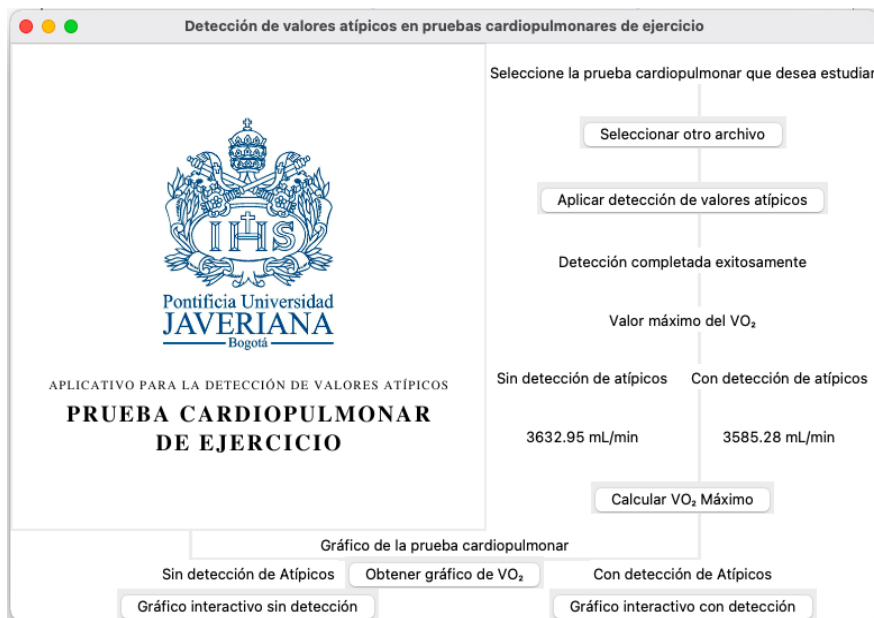 Detección de valores atípicos en pruebas cardiopulmonares de ejercicio
Seleccione la prueba cardiopulmonar que desea estudiar
Seleccionar otro archivo
Aplicar detección de valores atípicos
Detección completada exitosamente
Valor máximo del VO₂
Sin detección de atípicos
Con detección de atípicos
3632.95 mL/min
3585.28 mL/min
Calcular VO₂ Máximo
IHS
Pontificia Universidad
JAVERIANA
Bogotá
APLICATIVO PARA LA DETECCIÓN DE VALORES ATÍPICOS
PRUEBA CARDIOPULMONAR
DE EJERCICIO
Gráfico de la prueba cardiopulmonar
Sin detección de Atípicos
Obtener gráfico de VO₂
Con detección de Atípicos
Gráfico interactivo sin detección
Gráfico interactivo con detección